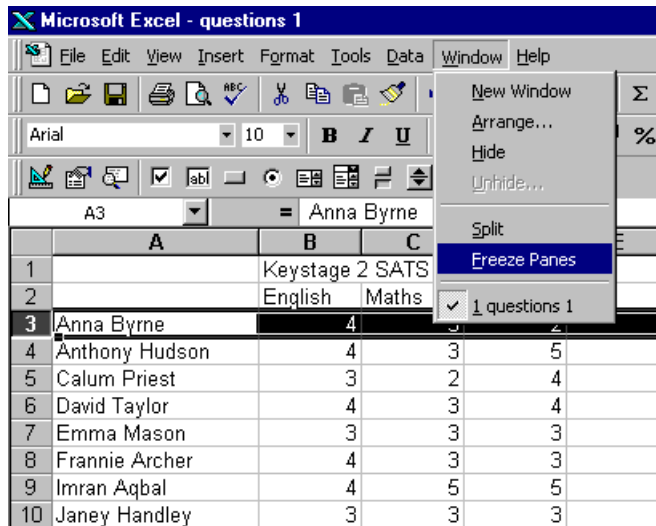 Microsoft Excel - questions 1
File Edit View Insert Format Tools Data Window Help
New Window
Arrange...
Hide
Unhide...
Split
Freeze Panes
1 questions 1
ABC
Σ
Arial 10 B I U %
ab|
A3 = Anna Byrne
A B C E
1 Keystage 2 SATS
2 English Maths
3 Anna Byrne 4 3 2
4 Anthony Hudson 4 3 5
5 Calum Priest 3 2 4
6 David Taylor 4 3 4
7 Emma Mason 3 3 3
8 Frannie Archer 4 3 3
9 Imran Aqbal 4 5 5
10 Janey Handley 3 3 3